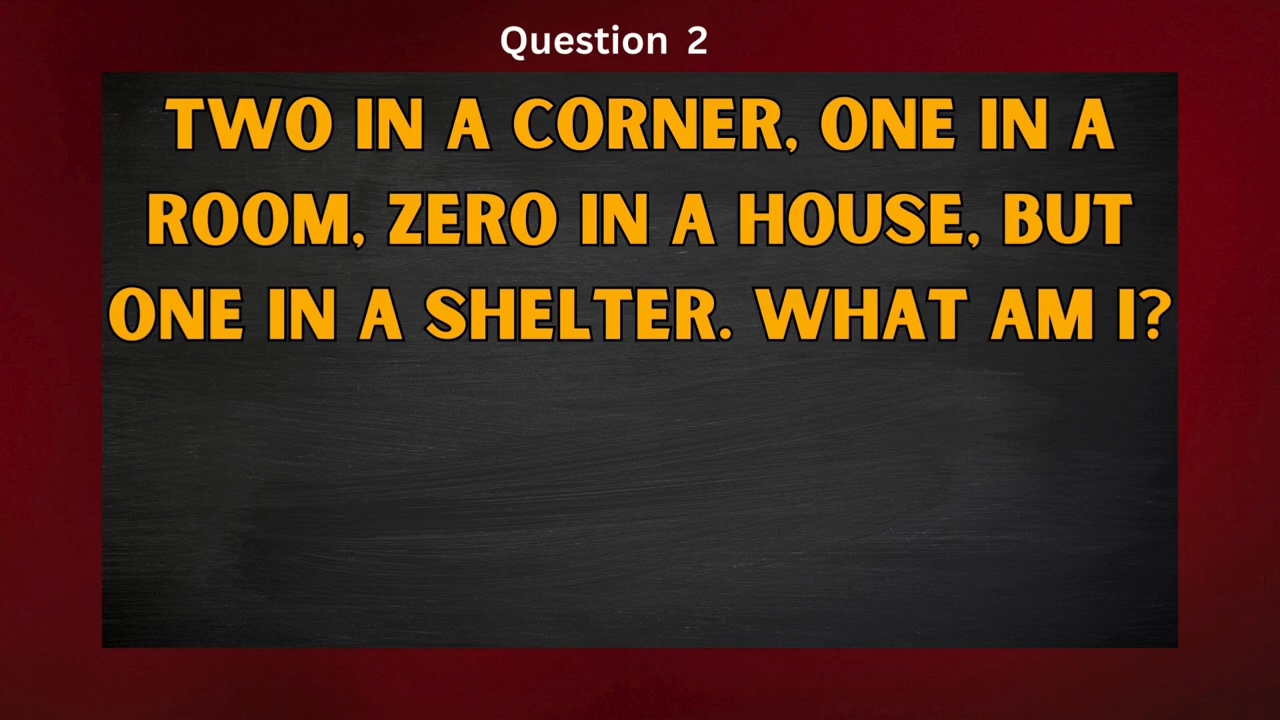 Question 2
TWO IN A CORNER, ONE IN A
ROOM, ZERO IN A HOUSE, BUT
ONE IN A SHELTER. WHAT AM I?